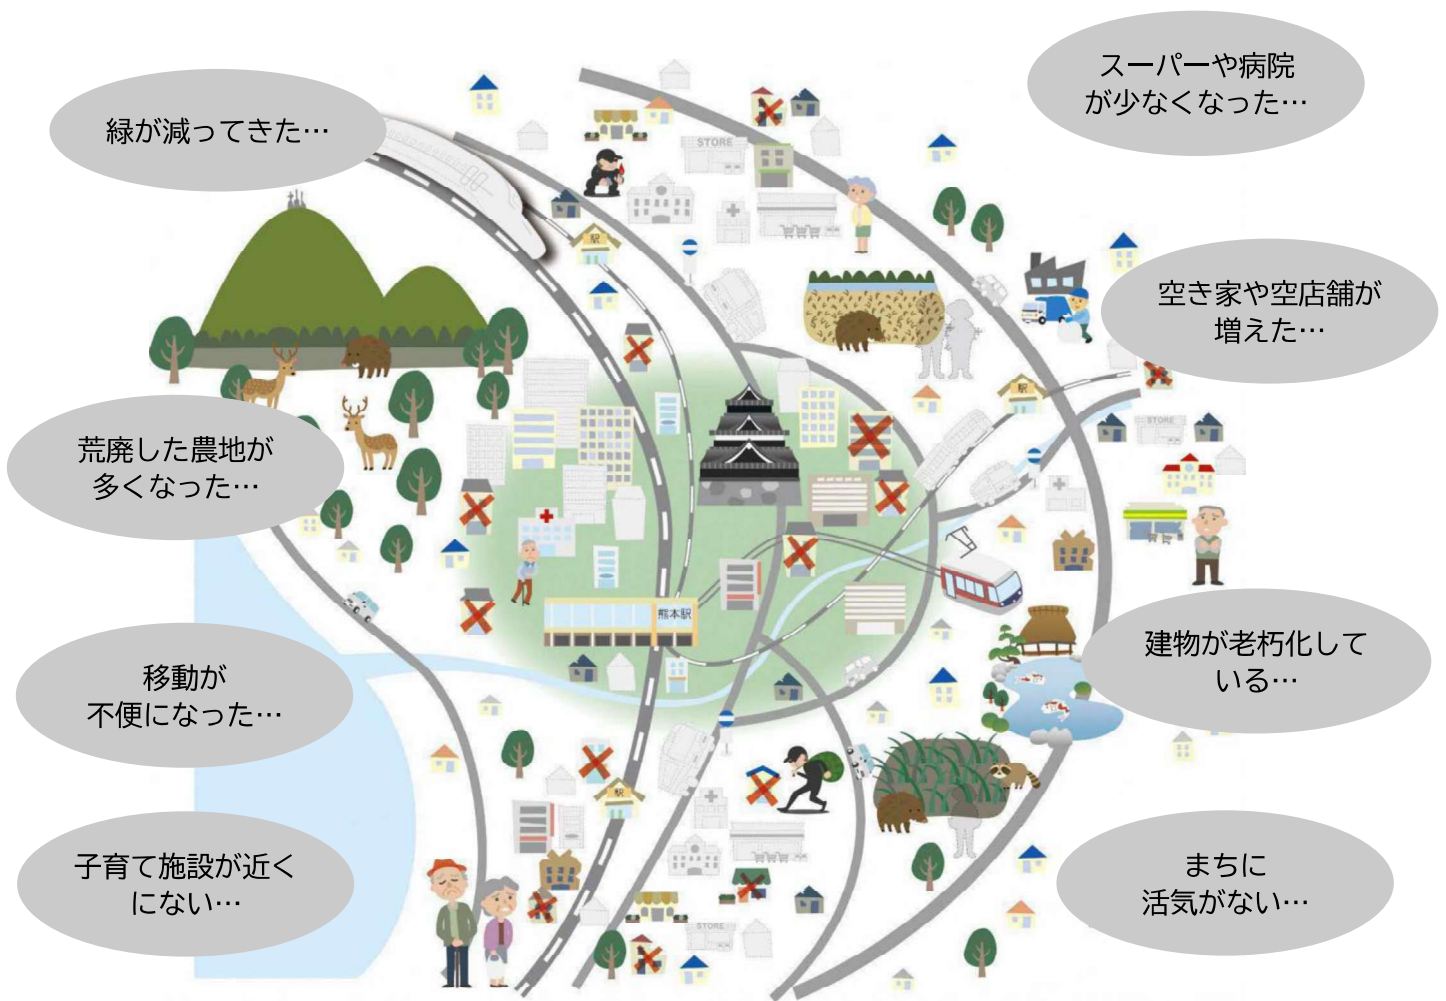 緑が減ってきた…
スーパーや病院
が少なくなった…
STORE
駅
空き家や空店舗が
増えた…
駅
荒廃した農地が
多くなった…
STORE
熊本駅
建物が老朽化して
いる…
移動が
不便になった…
駅
子育て施設が近く
にない…
まちに
活気がない…
STORE